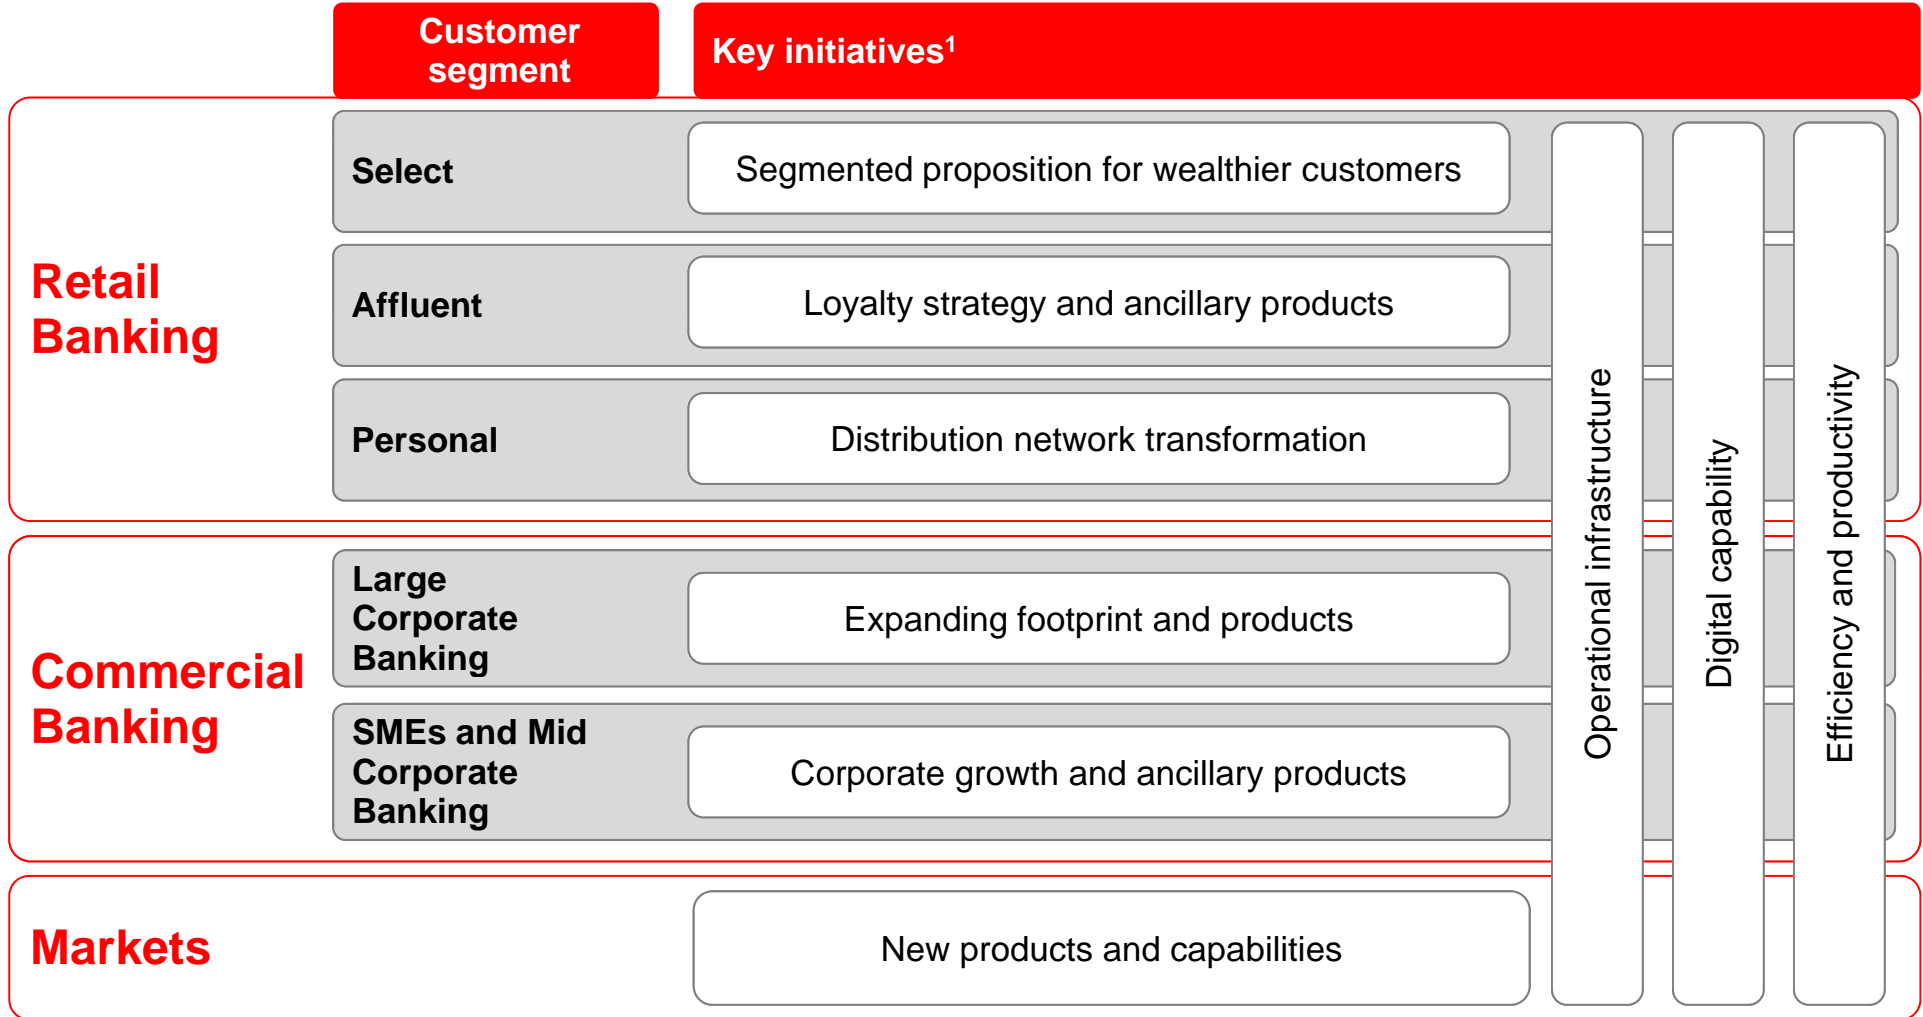 Customer
segment
Key initiatives¹
Retail
Banking
Select
Segmented proposition for wealthier customers
Affluent
Loyalty strategy and ancillary products
Personal
Distribution network transformation
Commercial
Banking
Large
Corporate
Banking
Expanding footprint and products
SMEs and Mid
Corporate
Banking
Corporate growth and ancillary products
Markets
New products and capabilities
Operational infrastructure
Digital capability
Efficiency and productivity